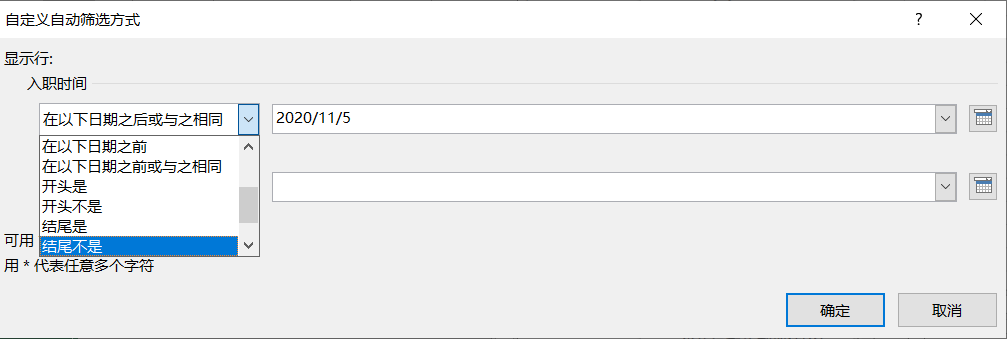 自定义自动筛选方式
?
显示行:
入职时间
在以下日期之后或与之相同
2020/11/5
在以下日期之前
在以下日期之前或与之相同
开头是
开头不是
结尾是
结尾不是
可用
用 * 代表任意多个字符
确定
取消